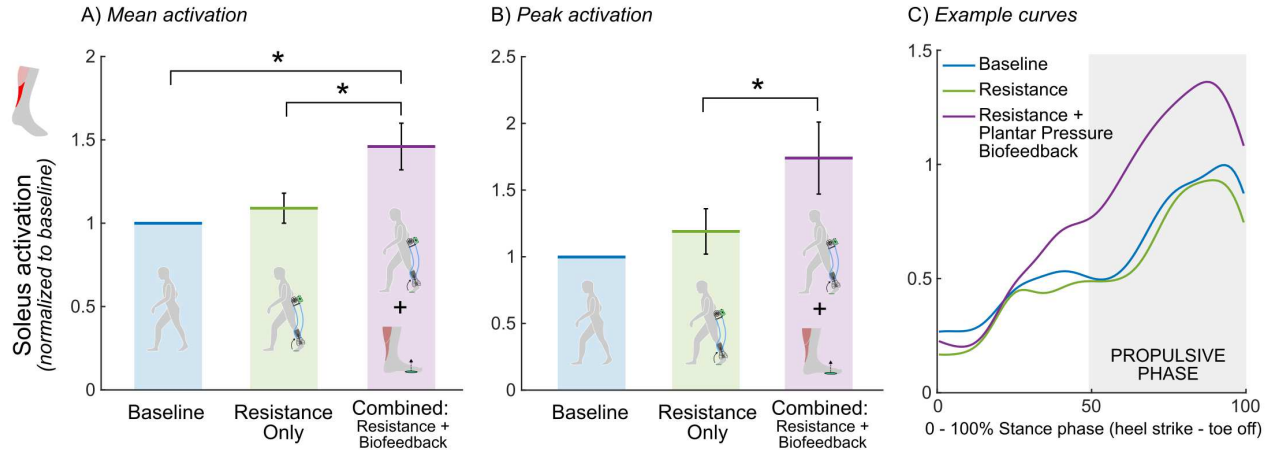 A) Mean activation
Soleus activation
(normalized to baseline)
2
1.5
1
0.5
0
*
*
+
Baseline
Resistance
Only
Combined:
Resistance +
Biofeedback
B) Peak activation
2.5
2
1.5
1
0.5
0
*
+
Baseline
Resistance
Only
Combined:
Resistance +
Biofeedback
C) Example curves
1.5
1
0.5
0
Baseline
Resistance
Resistance +
Plantar Pressure
Biofeedback
PROPULSIVE
PHASE
0
50
100
0 - 100% Stance phase (heel strike - toe off)